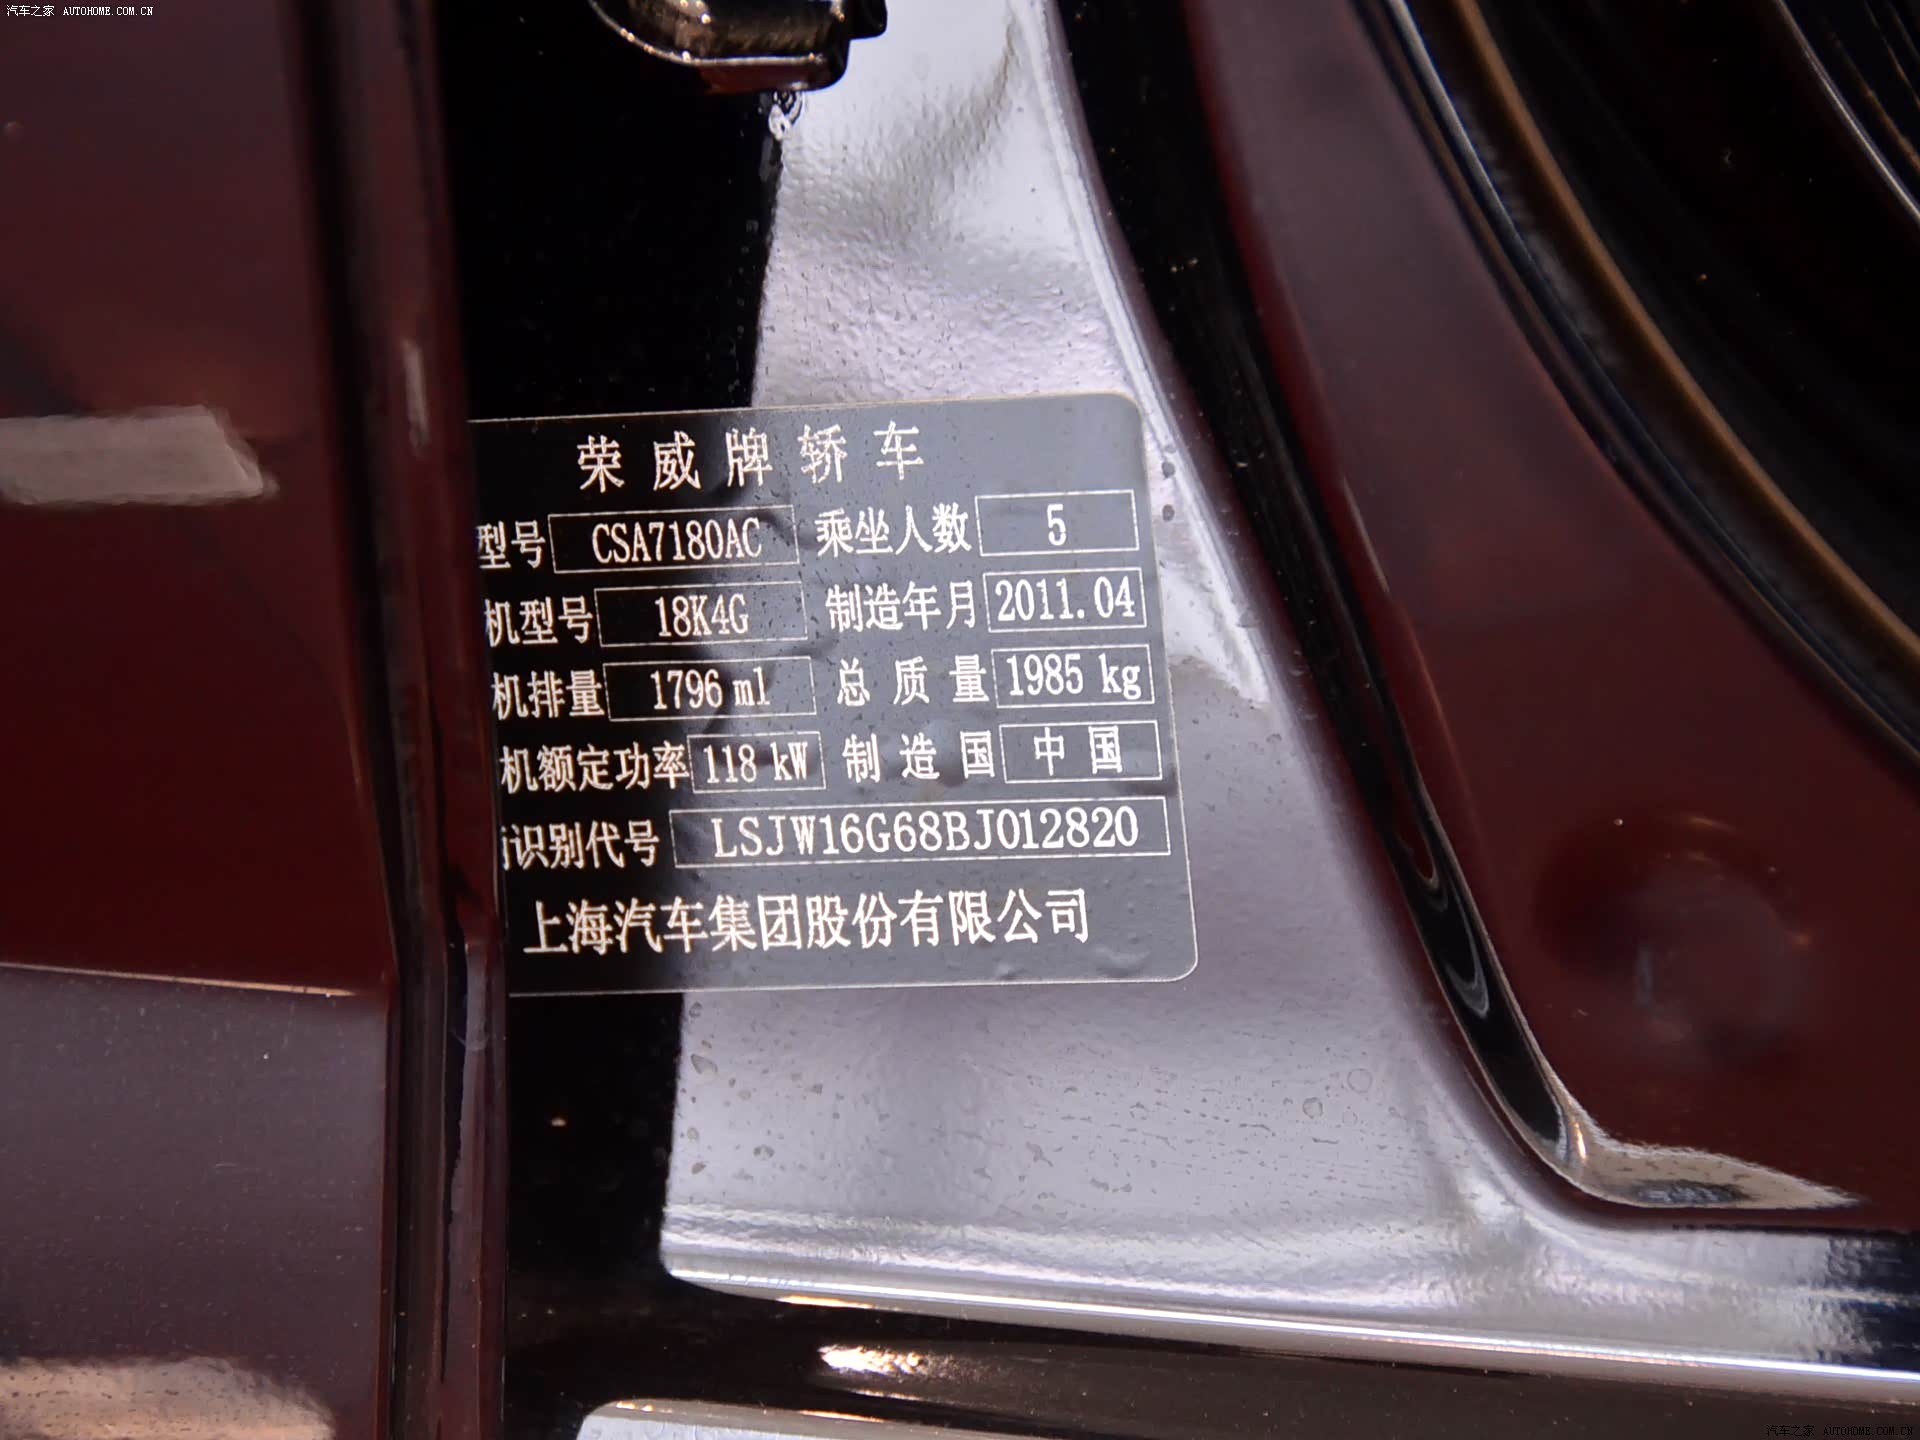 汽车之家 AUTOHOME.COM.CN
荣威牌轿车
型号 CSA7180AC 乘坐人数 5
机型号 18K4G 制造年月 2011.04
机排量 1796 ml 总质量 1985 kg
机额定功率 118 kW 制造国 中国
识别代号 LSJW16G68BJ012820
上海汽车集团股份有限公司
汽车之家 AUTOHOME.COM.CN